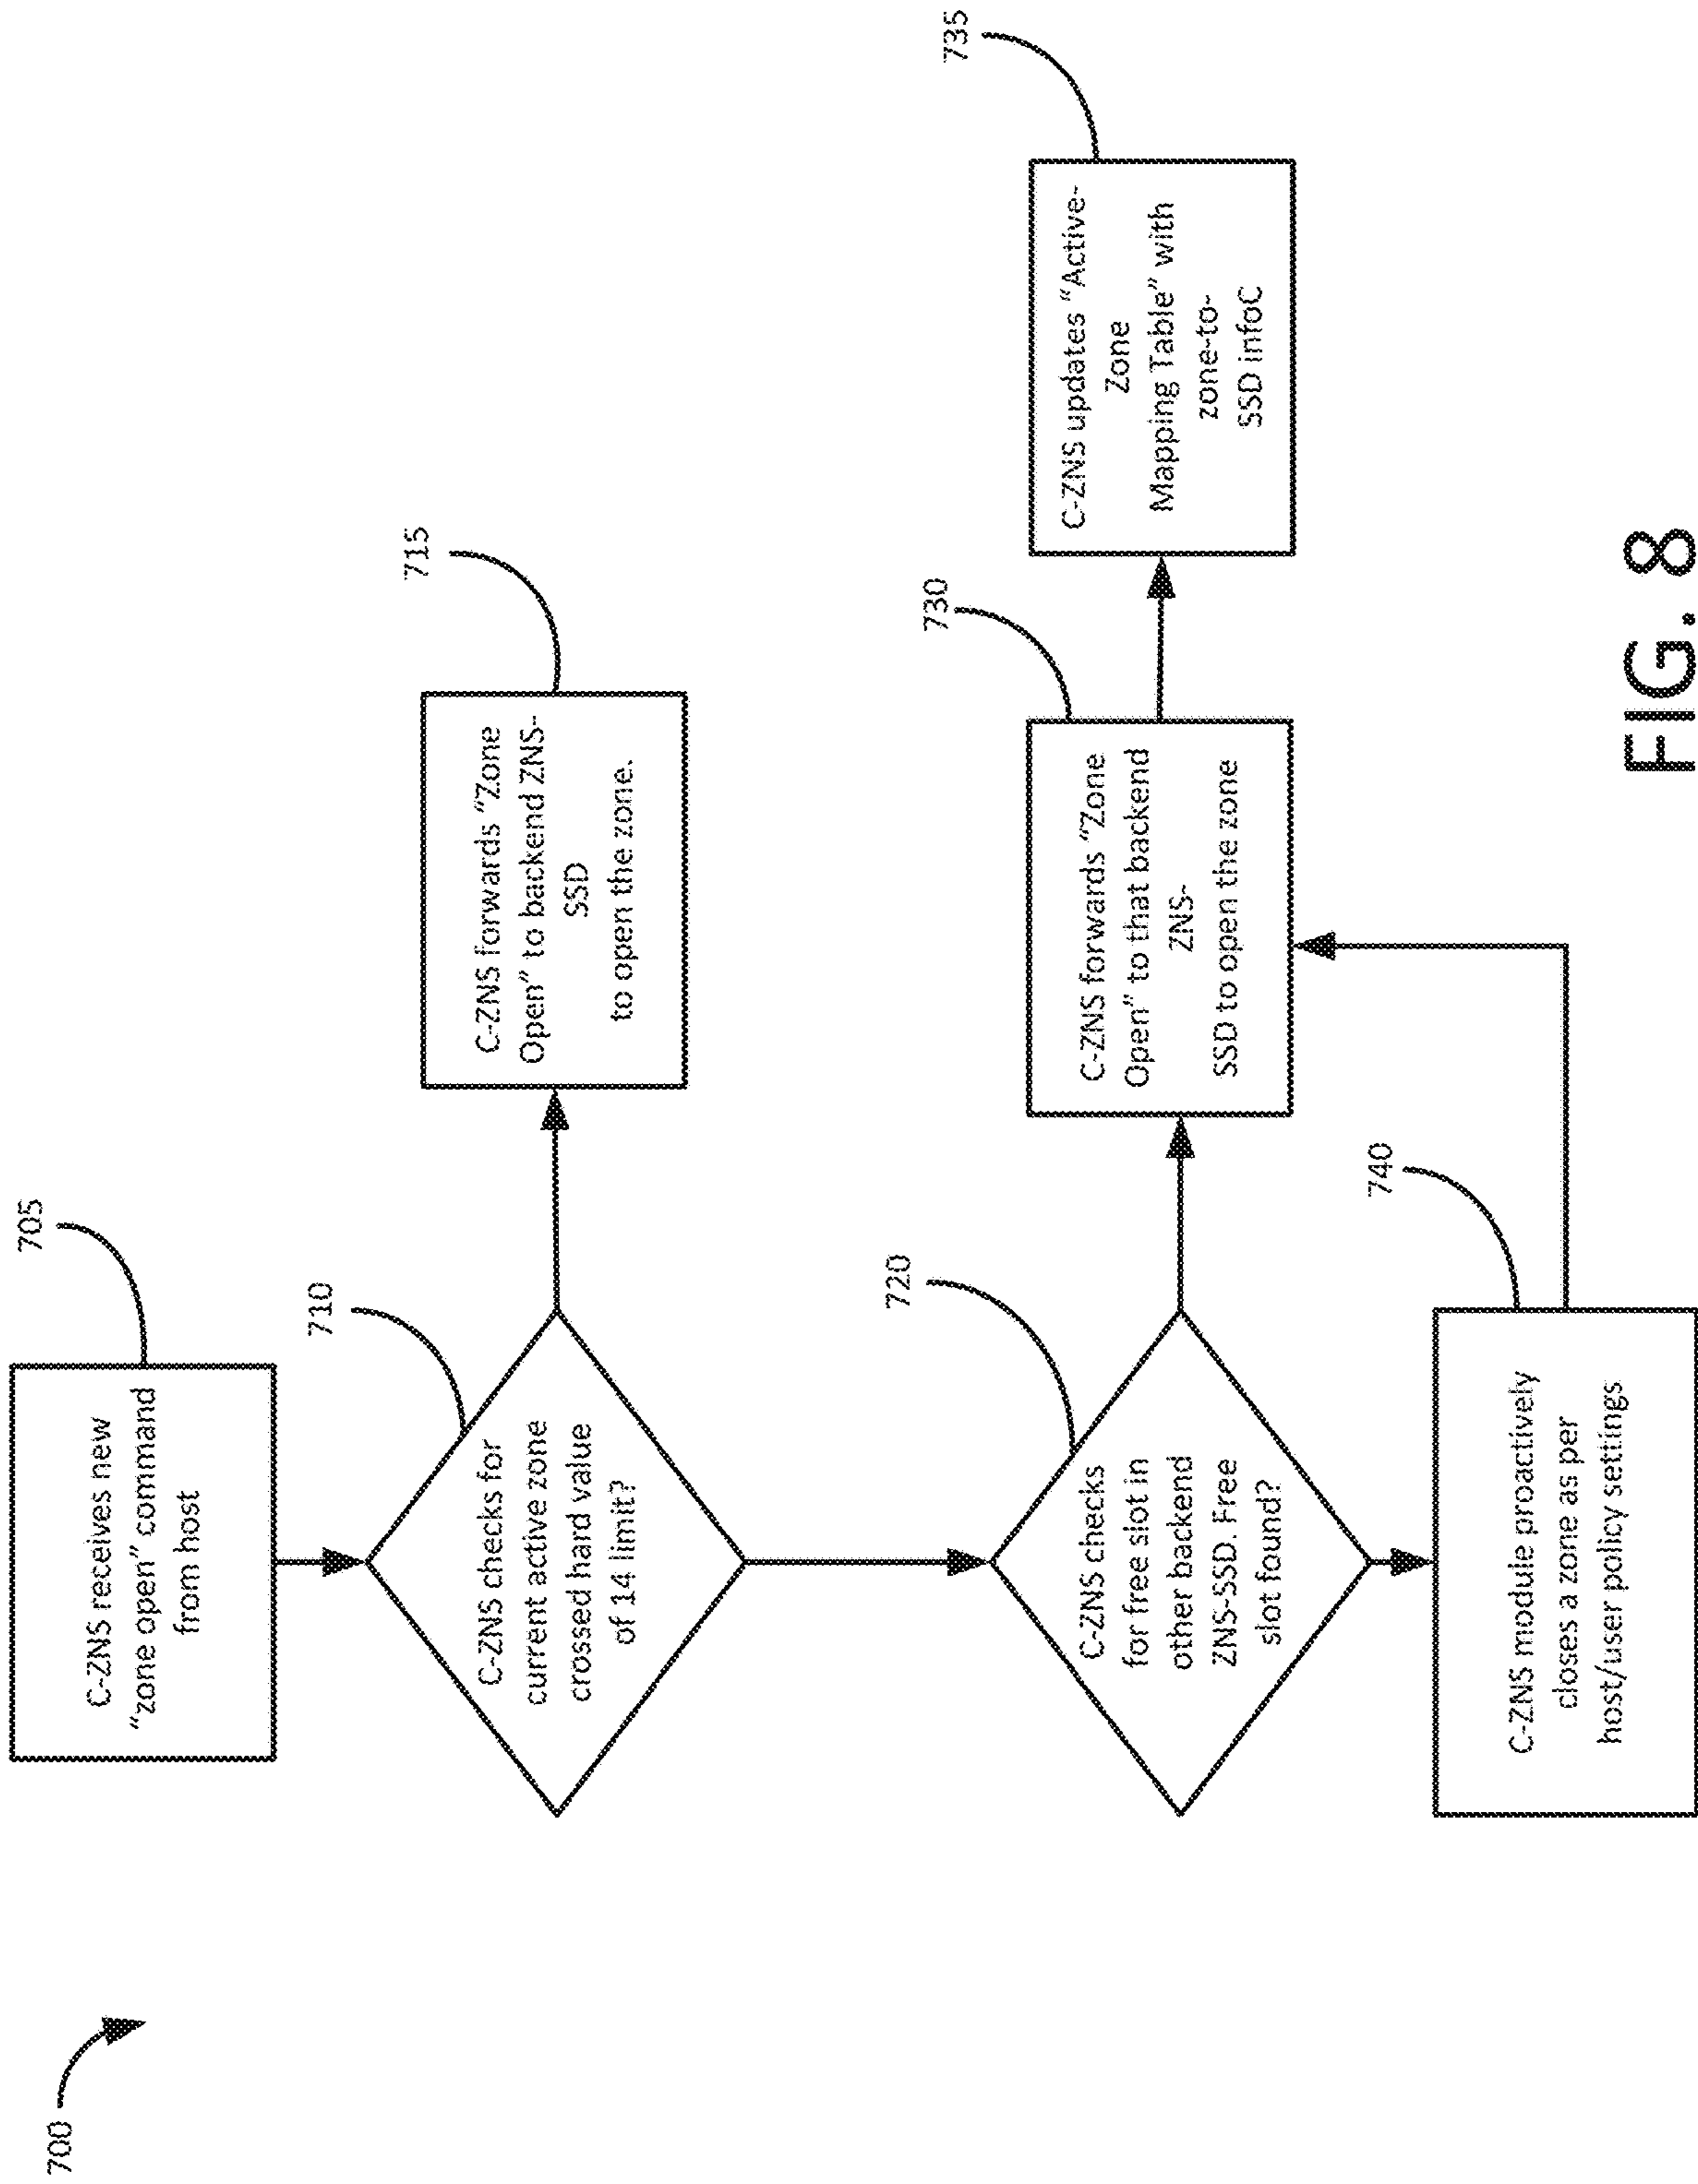 700
705
C-ZNS receives new
“zone open” command
from host
710
C-ZNS checks for
current active zone
crossed hard value
of 14 limit?
715
C-ZNS forwards “Zone
Open” to backend ZNS-
SSD
to open the zone.
720
C-ZNS checks
for free slot in
other backend
ZNS-SSD. Free
slot found?
730
C-ZNS forwards “Zone
Open” to that backend
ZNS-
SSD to open the zone
735
C-ZNS updates “Active-
Zone
Mapping Table” with
zone-to-
SSD infoC
740
C-ZNS module proactively
closes a zone as per
host/user policy settings
FIG. 8